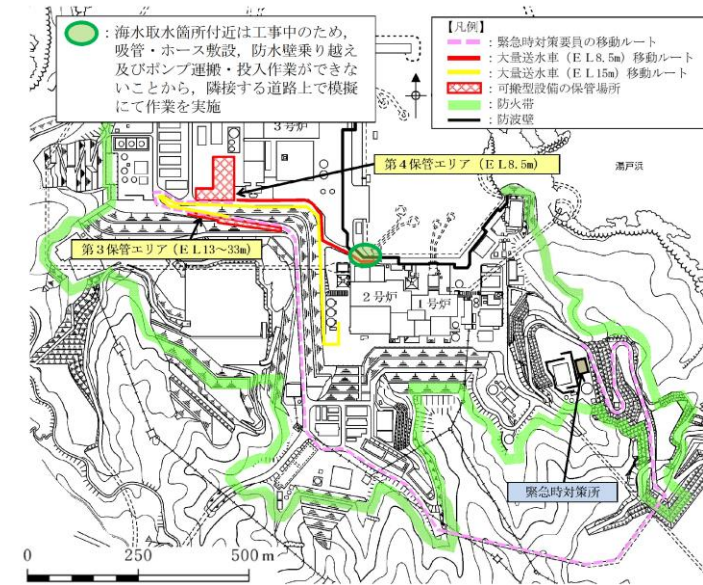 ：海水取水箇所付近は工事中のため，
吸管・ホース敷設，防水壁乗り越え
及びポンプ運搬・投入作業ができな
いことから，隣接する道路上で模擬
にて作業を実施
【凡例】
：緊急時対策要員の移動ルート
：大量送水車（ＥＬ8.5m）移動ルート
：大量送水車（ＥＬ15m）移動ルート
：可搬型設備の保管場所
：防火帯
：防波壁
3号炉
第４保管エリア（ＥＬ8.5m）
第３保管エリア（ＥＬ13～33m）
2号炉
1号炉
緊急時対策所
0 250 500 m